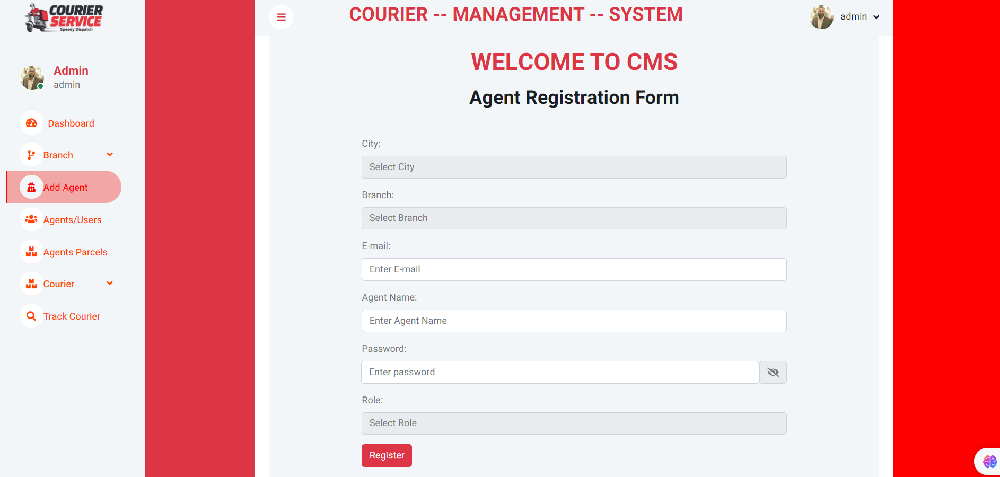 COURIER
SERVICE
Speedy Dispatch
Admin
admin
Dashboard
Branch
Add Agent
Agents/Users
Agents Parcels
Courier
Track Courier
COURIER -- MANAGEMENT -- SYSTEM
admin
WELCOME TO CMS
Agent Registration Form
City:
Select City
Branch:
Select Branch
E-mail:
Enter E-mail
Agent Name:
Enter Agent Name
Password:
Enter password
Role:
Select Role
Register